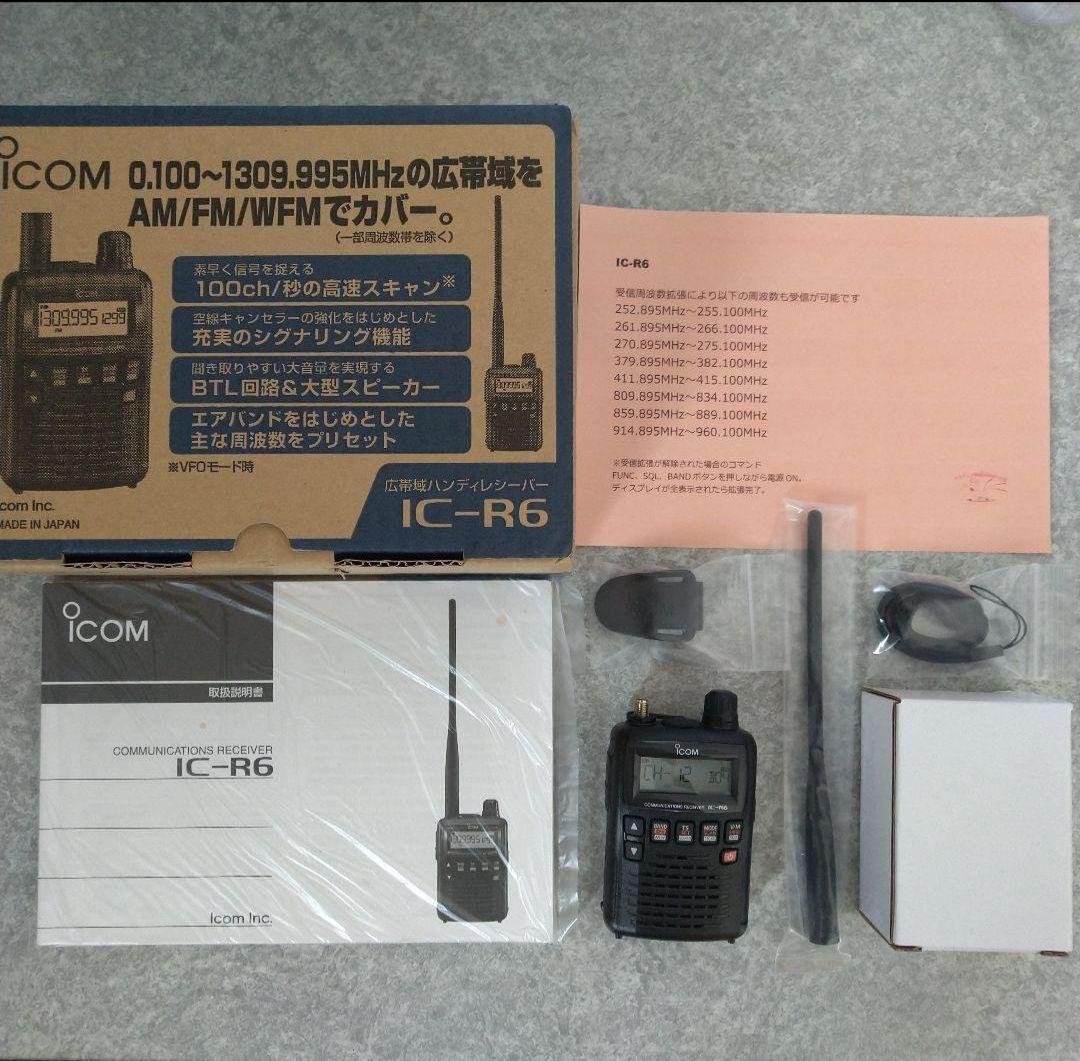 ICOM
0.100～1309.995MHzの広帯域を
AM/FM/WFMでカバー。
(一部周波数帯を除く)
素早く信号を捉える
100ch/秒の高速スキャン※
空線キャンセラーの強化をはじめとした
充実のシグナリング機能
聞き取りやすい大音量を実現する
BTL回路&大型スピーカー
エアバンドをはじめとした
主な周波数をプリセット
※VFOモード時
1309.995
広帯域ハンディレシーバー
IC-R6
com Inc.
MADE IN JAPAN
IC-R6
受信周波数拡張により以下の周波数も受信が可能です
252.895MHz～255.100MHz
261.895MHz～266.100MHz
270.895MHz～275.100MHz
379.895MHz～382.100MHz
411.895MHz～415.100MHz
809.895MHz～834.100MHz
859.895MHz～889.100MHz
914.895MHz～960.100MHz
※受信拡張が解除された場合のコマンド
FUNC、SQL、BANDボタンを押しながら電源ON。
ディスプレイが全表示されたら拡張完了。
ICOM
取扱説明書
COMMUNICATIONS RECEIVER
IC-R6
Icom Inc.
ICOM
CH-12
COMMUNICATIONS RECEIVER IC-R6
BAND
TS
MODE
V/M